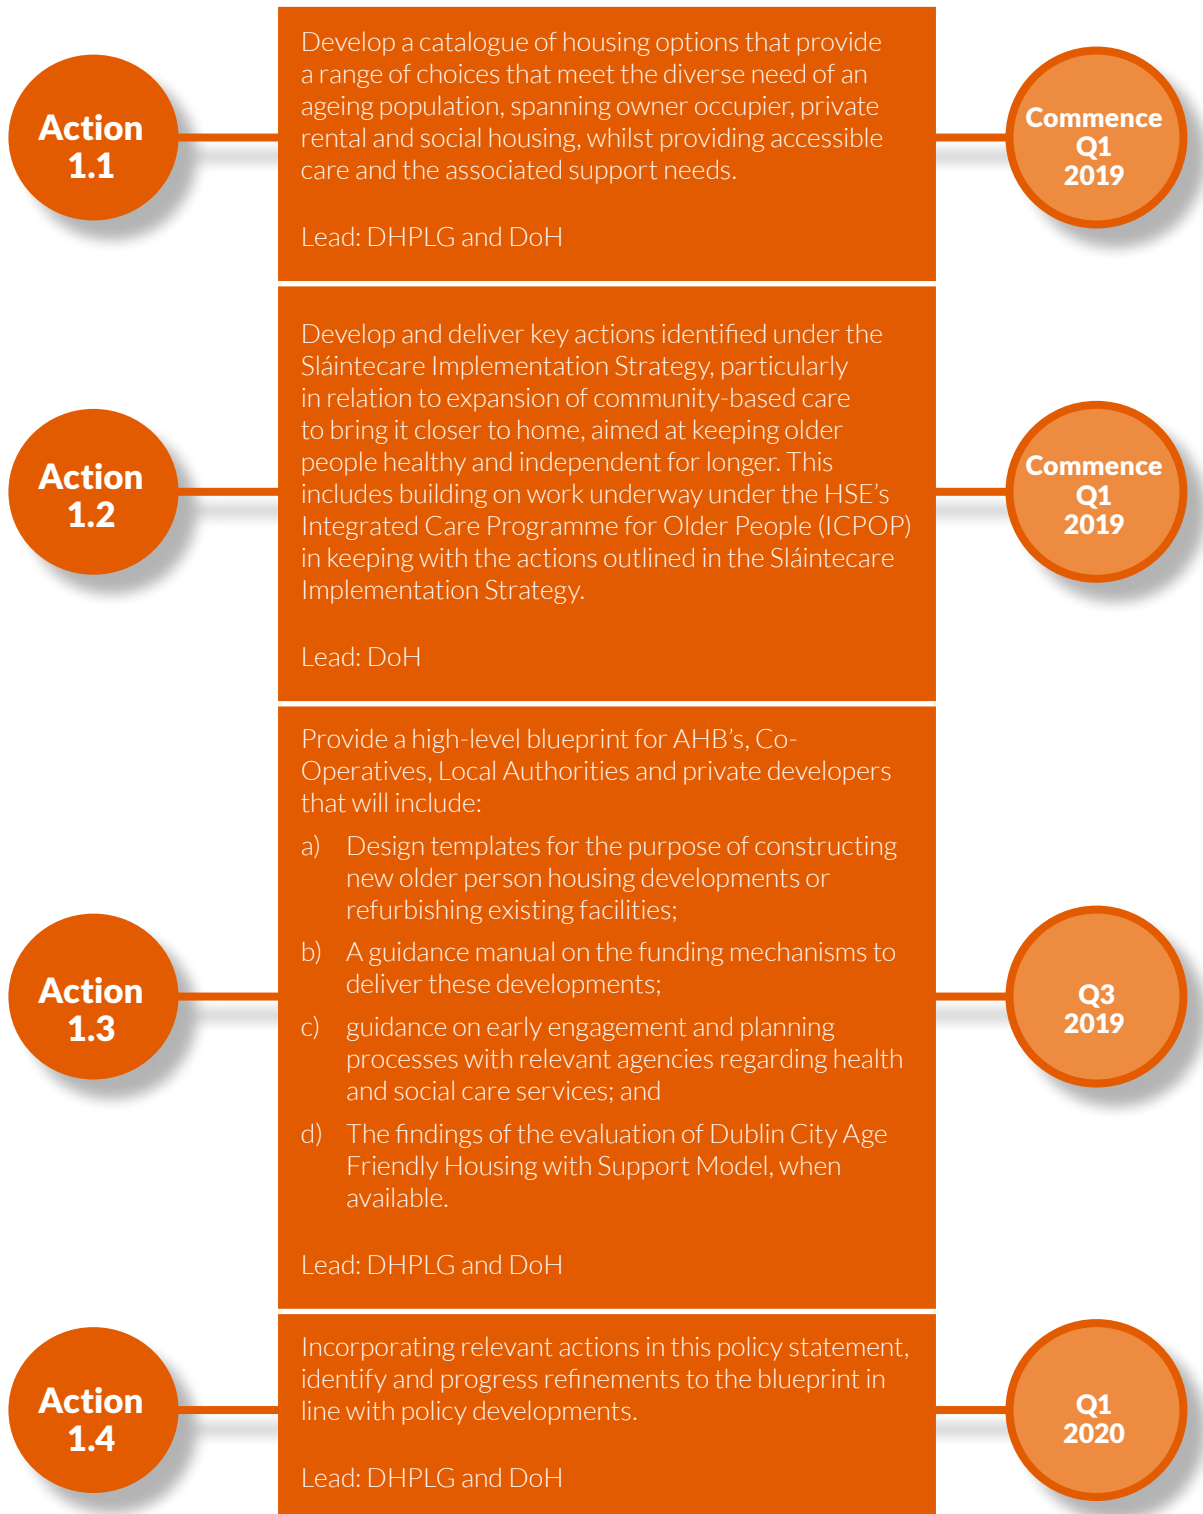 Action
1.1
Develop a catalogue of housing options that provide
a range of choices that meet the diverse need of an
ageing population, spanning owner occupier, private
rental and social housing, whilst providing accessible
care and the associated support needs.
Lead: DHPLG and DoH
Commence
Q1
2019
Action
1.2
Develop and deliver key actions identified under the
Sláintecare Implementation Strategy, particularly
in relation to expansion of community-based care
to bring it closer to home, aimed at keeping older
people healthy and independent for longer. This
includes building on work underway under the HSE's
Integrated Care Programme for Older People (ICPOP)
in keeping with the actions outlined in the Sláintecare
Implementation Strategy.
Lead: DoH
Commence
Q1
2019
Action
1.3
Provide a high-level blueprint for AHB's, Co-
Operatives, Local Authorities and private developers
that will include:
a) Design templates for the purpose of constructing
new older person housing developments or
refurbishing existing facilities;
b) A guidance manual on the funding mechanisms to
deliver these developments;
c) guidance on early engagement and planning
processes with relevant agencies regarding health
and social care services; and
d) The findings of the evaluation of Dublin City Age
Friendly Housing with Support Model, when
available.
Lead: DHPLG and DoH
Q3
2019
Action
1.4
Incorporating relevant actions in this policy statement,
identify and progress refinements to the blueprint in
line with policy developments.
Lead: DHPLG and DoH
Q1
2020